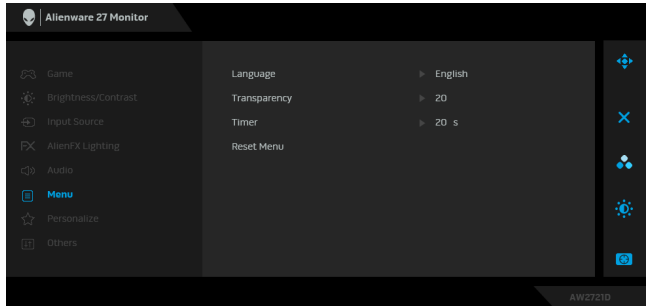 Alienware 27 Monitor
Game
Brightness/Contrast
Input Source
FX AlienFX Lighting
Audio
Menu
Personalize
Others
Language English
Transparency 20
Timer 20 s
Reset Menu
AW2721D